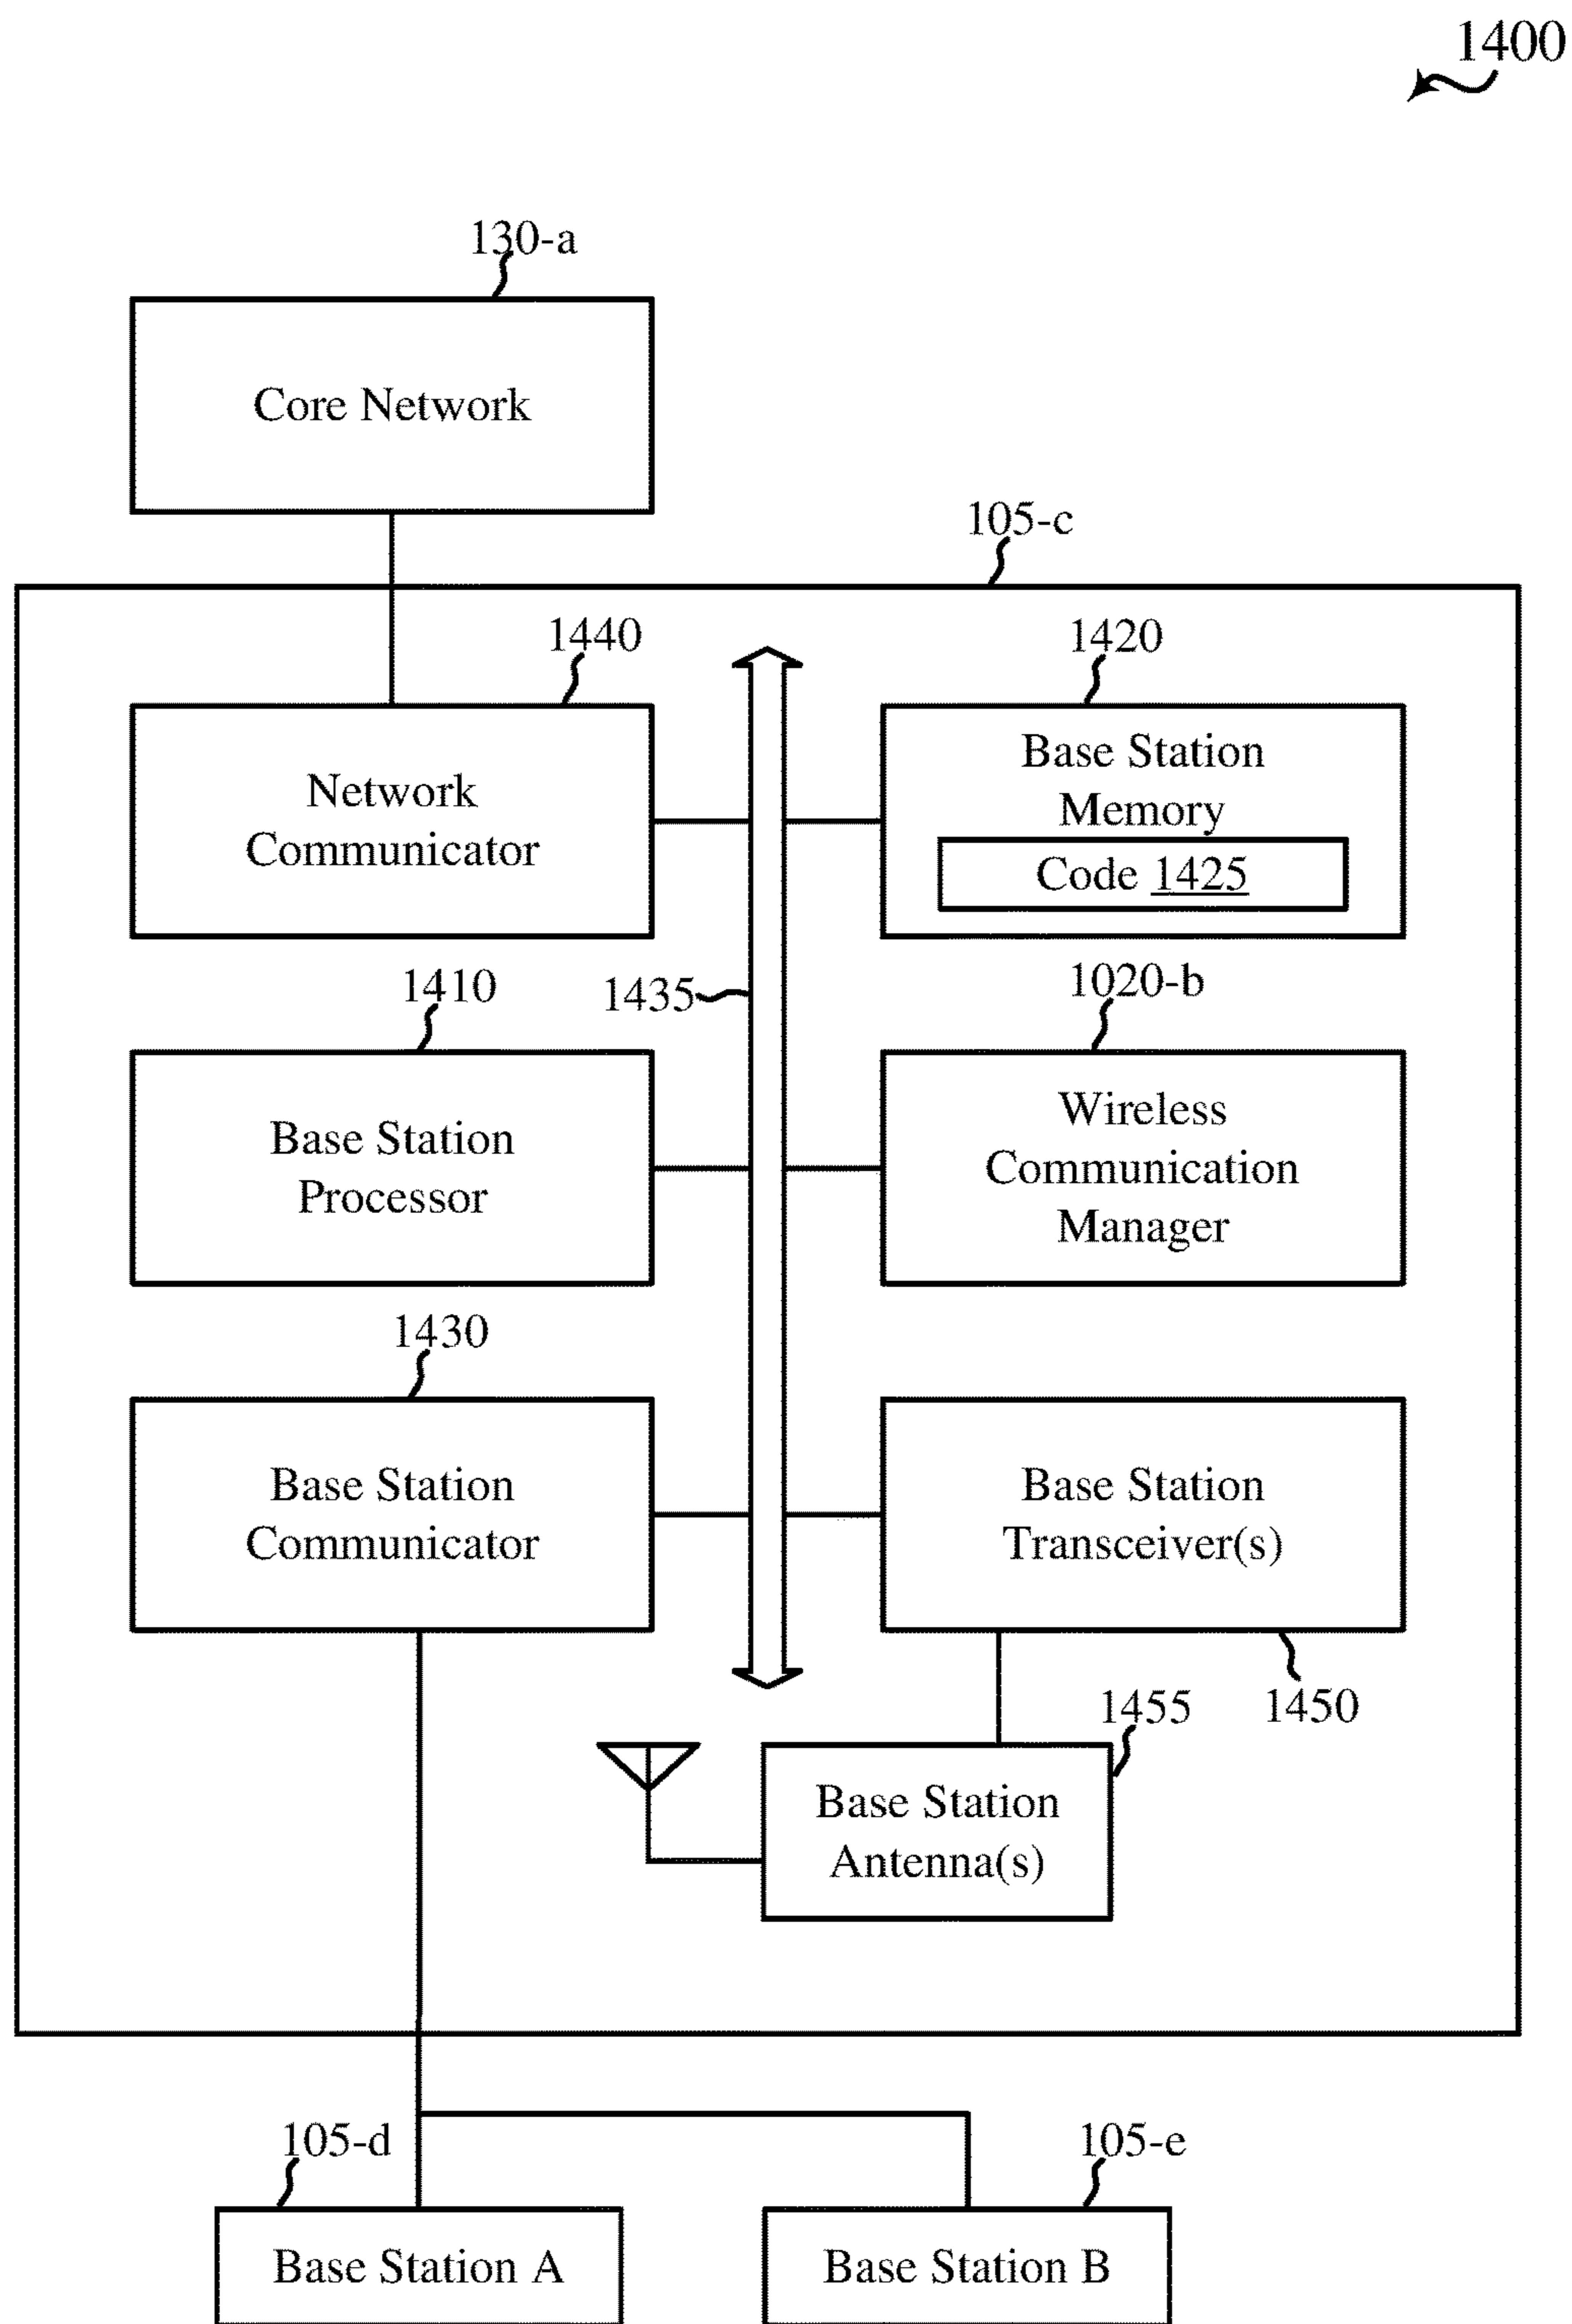 1400
130-a
Core Network
105-c
1440
1420
Network
Communicator
Base Station
Memory
Code 1425
1410
1435
1020-b
Base Station
Processor
Wireless
Communication
Manager
1430
Base Station
Communicator
Base Station
Transceiver(s)
1455
1450
Base Station
Antenna(s)
105-d
105-e
Base Station A
Base Station B